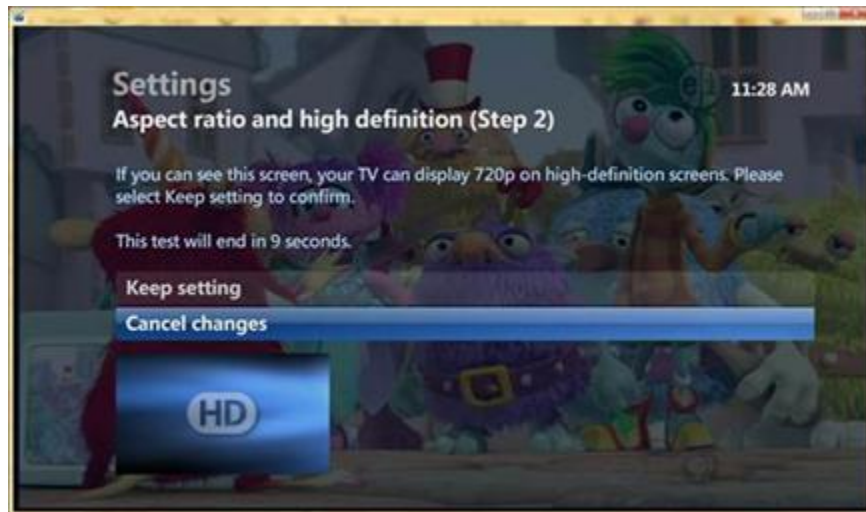 Settings
11:28 AM
Aspect ratio and high definition (Step 2)
If you can see this screen, your TV can display 720p on high-definition screens. Please
select Keep setting to confirm.
This test will end in 9 seconds.
Keep setting
Cancel changes
HD